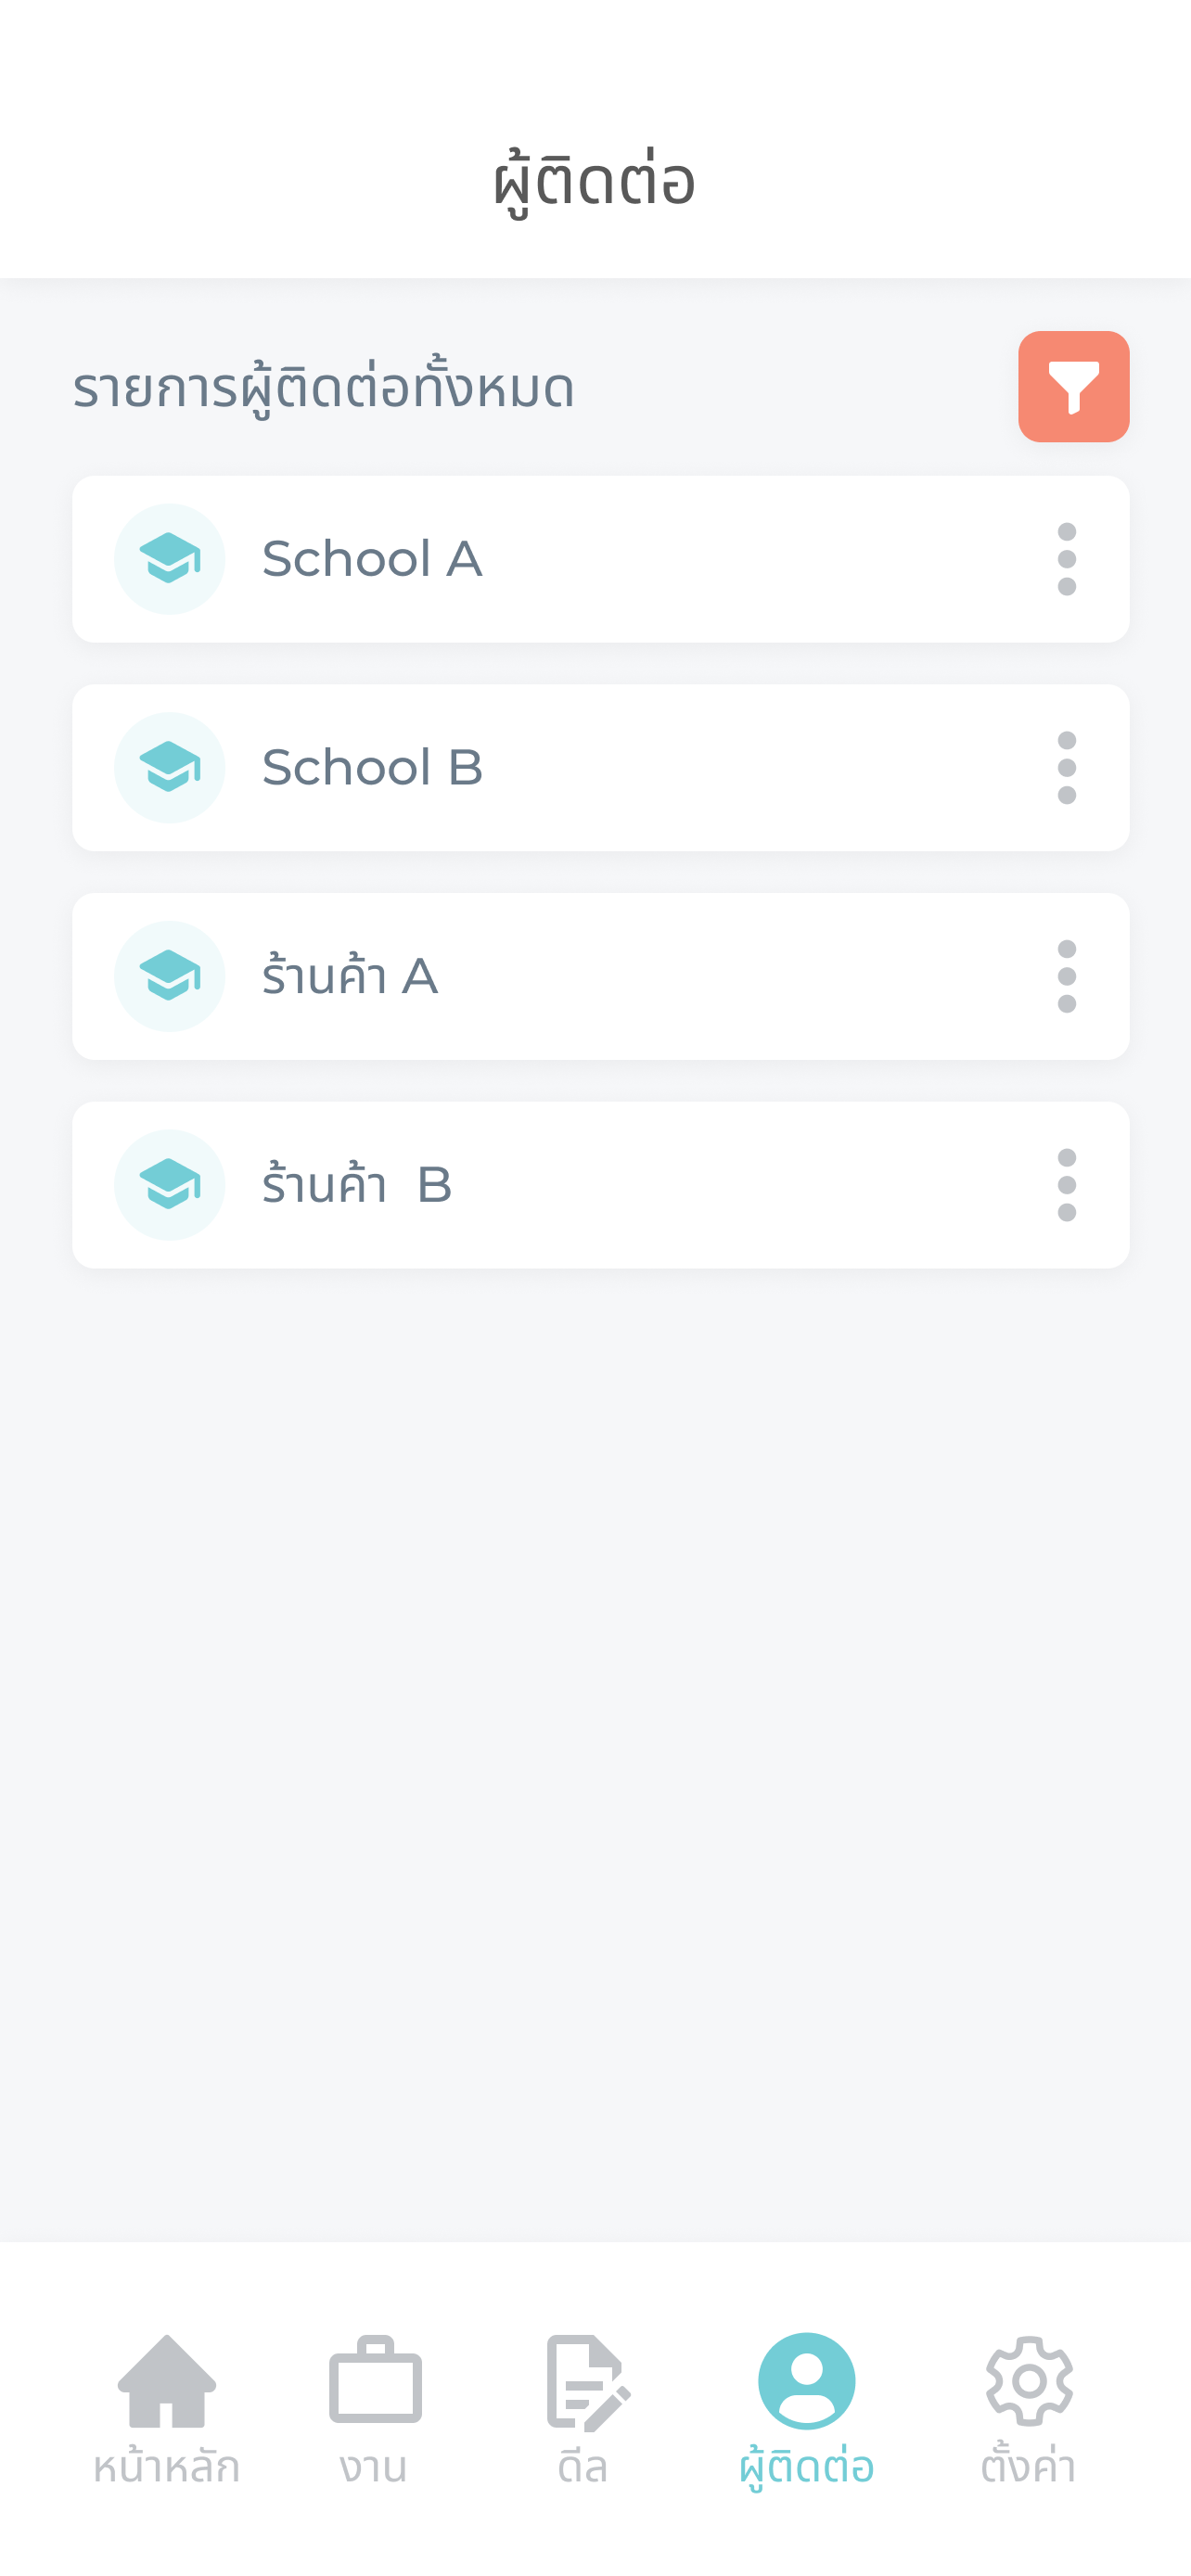 ผู้ติดต่อ
รายการผู้ติดต่อทั้งหมด
School A
School B
ร้านค้า A
ร้านค้า  B
หน้าหลัก
งาน
ดีล
ผู้ติดต่อ
ตั้งค่า